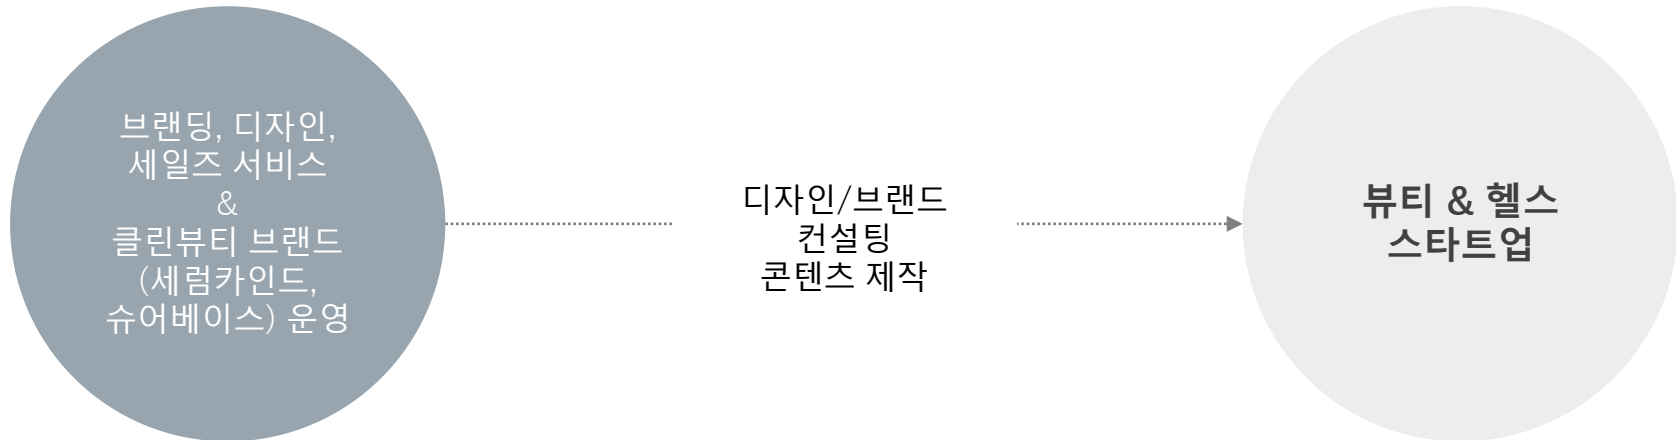 브랜딩, 디자인,
세일즈 서비스
&
클린뷰티 브랜드
(세럼카인드,
슈어베이스) 운영
디자인/브랜드
컨설팅
콘텐츠 제작
뷰티 & 헬스
스타트업